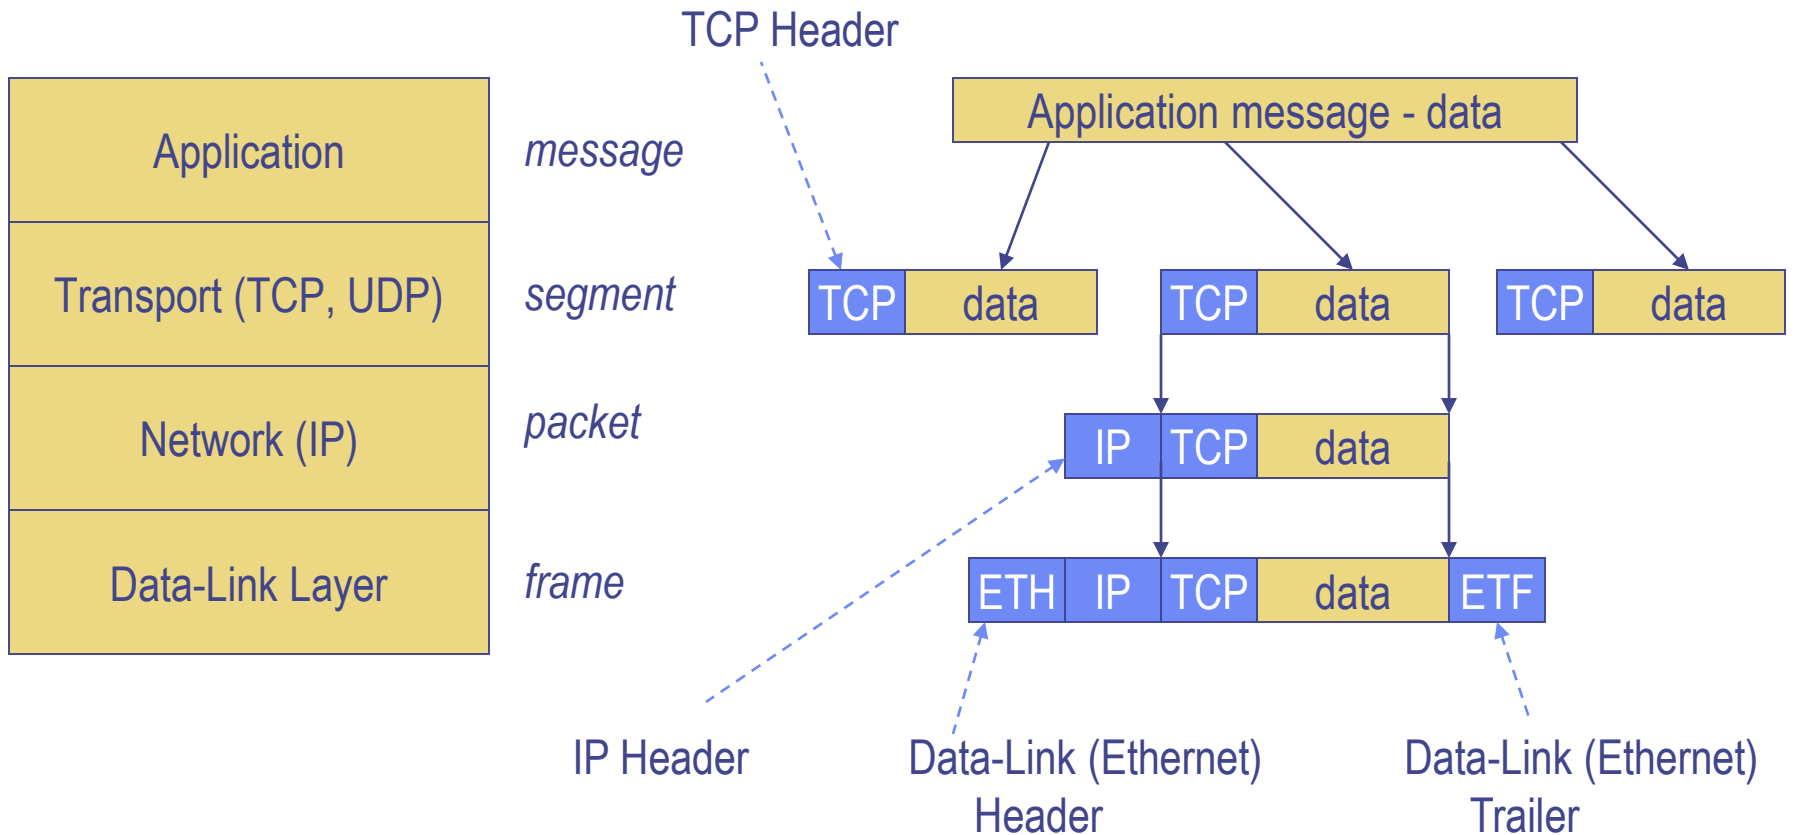 TCP Header
Application
message
Application message - data
Transport (TCP, UDP)
segment
TCP data
TCP data
TCP data
Network (IP)
packet
IP TCP data
Data-Link Layer
frame
ETH IP TCP data ETF
IP Header
Data-Link (Ethernet)
Header
Data-Link (Ethernet)
Trailer